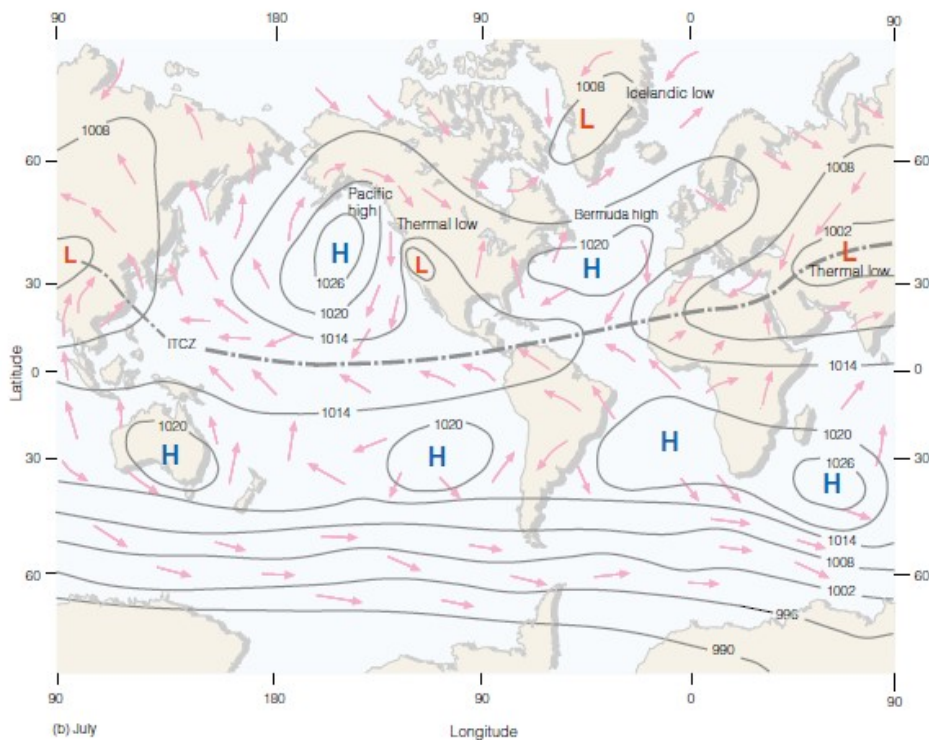 90 180 90 0 90
1008
Icelandic low
L
1008
60
1008
60
Pacific
high
Bermuda high
Thermal low
1002
1020
L
H
L
L
H
Thermal low
30
1026
30
1020
1014
ITCZ
Latitude
0
1014
0
1014
1020
1020
1020
H
H
H
30
1026
30
H
1014
1008
60
60
1002
996
990
90 180 90 0 90
(b) July
Longitude